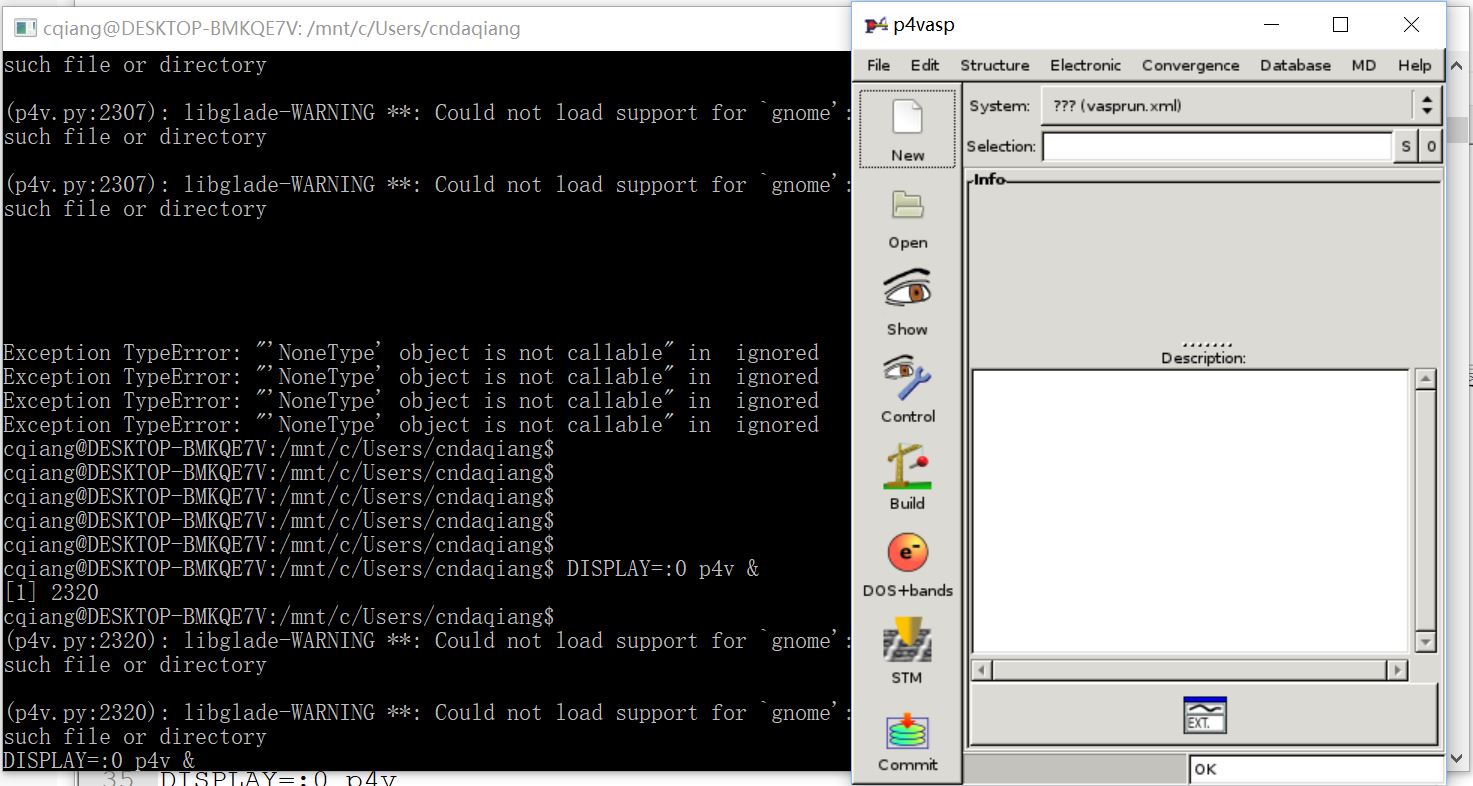 cqiang@DESKTOP-BMKQE7V: /mnt/c/Users/cndaqiang
such file or directory
(p4v.py:2307): libglade-WARNING **: Could not load support for `gnome':
such file or directory
(p4v.py:2307): libglade-WARNING **: Could not load support for `gnome':
such file or directory
Exception TypeError: "'NoneType' object is not callable" in  ignored
Exception TypeError: "'NoneType' object is not callable" in  ignored
Exception TypeError: "'NoneType' object is not callable" in  ignored
Exception TypeError: "'NoneType' object is not callable" in  ignored
cqiang@DESKTOP-BMKQE7V:/mnt/c/Users/cndaqiang$
cqiang@DESKTOP-BMKQE7V:/mnt/c/Users/cndaqiang$
cqiang@DESKTOP-BMKQE7V:/mnt/c/Users/cndaqiang$
cqiang@DESKTOP-BMKQE7V:/mnt/c/Users/cndaqiang$
cqiang@DESKTOP-BMKQE7V:/mnt/c/Users/cndaqiang$
cqiang@DESKTOP-BMKQE7V:/mnt/c/Users/cndaqiang$ DISPLAY=:0 p4v &
[1] 2320
cqiang@DESKTOP-BMKQE7V:/mnt/c/Users/cndaqiang$
(p4v.py:2320): libglade-WARNING **: Could not load support for `gnome':
such file or directory
(p4v.py:2320): libglade-WARNING **: Could not load support for `gnome':
such file or directory
DISPLAY=:0 p4v &
35 DISPLAY=:0 p4v
P4 p4vasp
File Edit Structure Electronic Convergence Database MD Help
New
Open
Show
Control
Build
e-
DOS+bands
STM
Commit
System: ??? (vasprun.xml)
Selection: S 0
Info
Description:
EXT.
OK